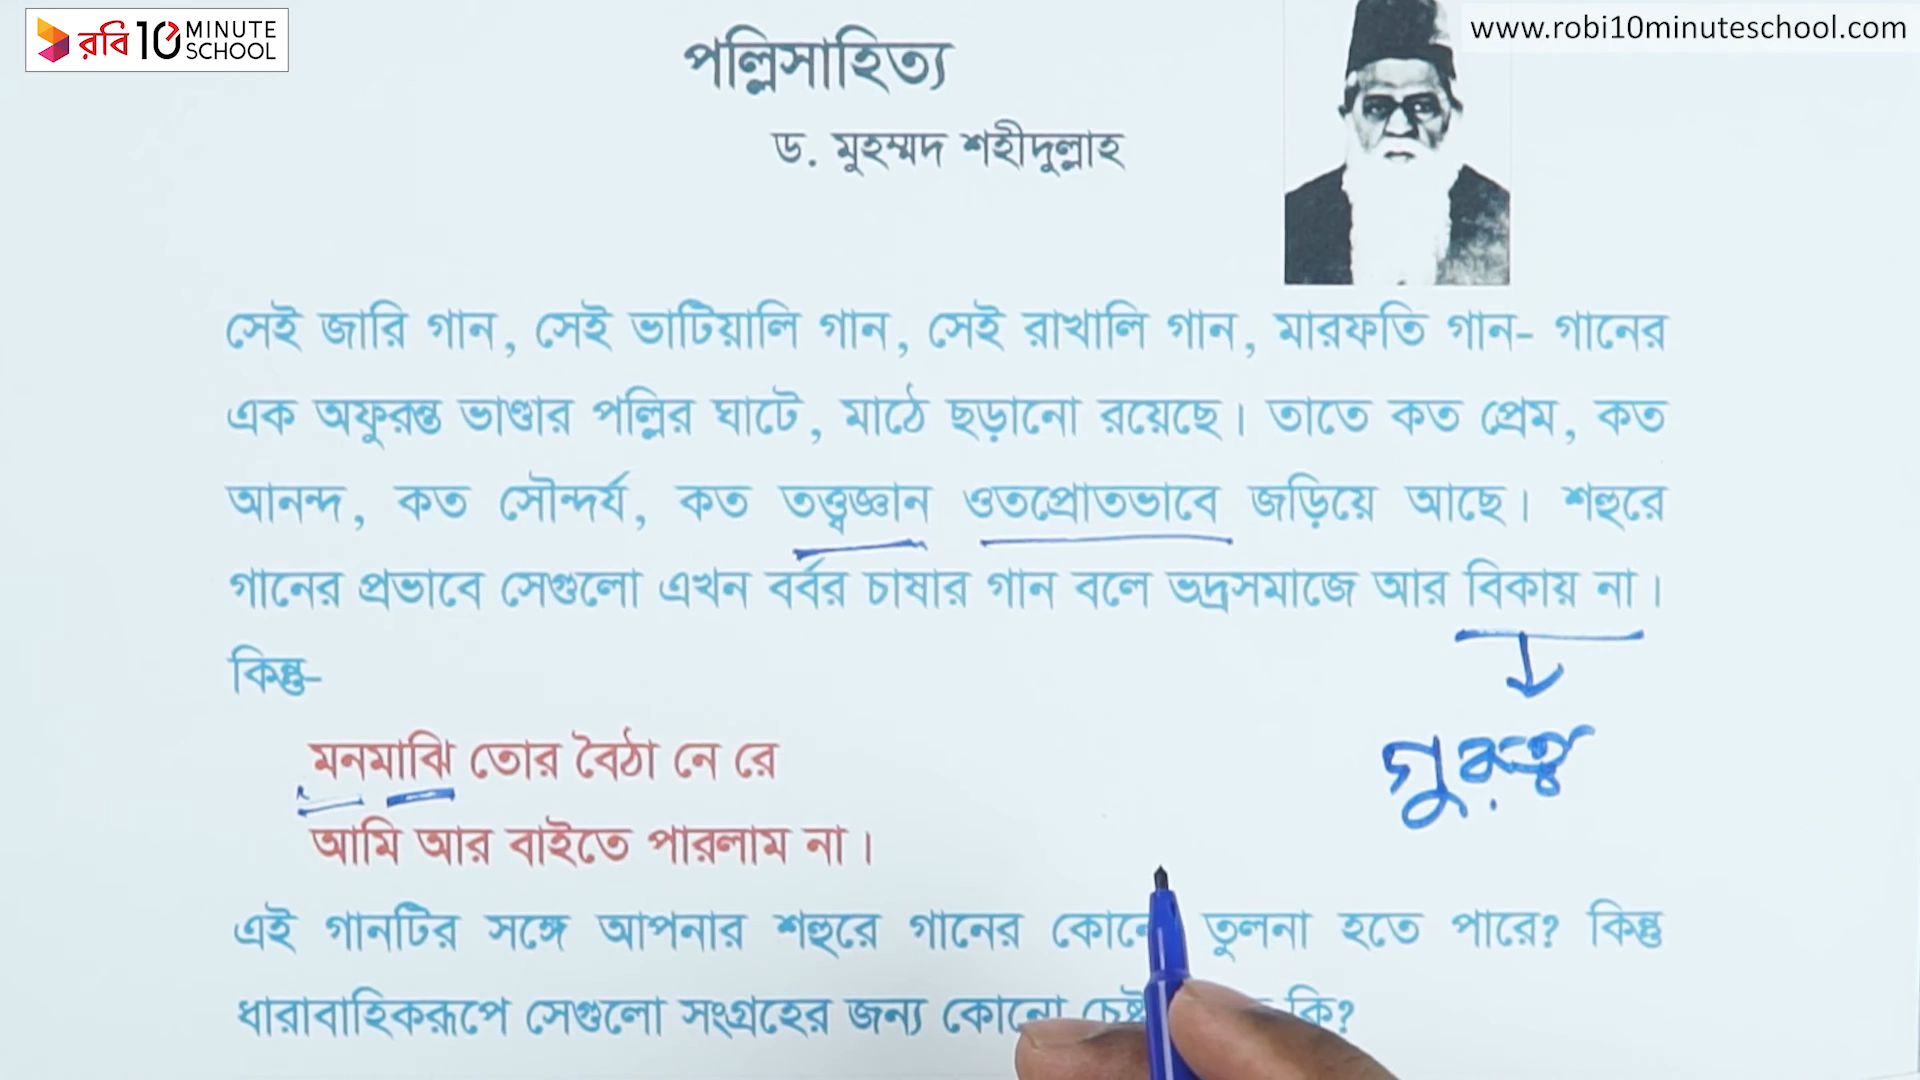 রবি 10 MINUTE SCHOOL
www.robi10minuteschool.com
পল্লিসাহিত্য
ড. মুহম্মদ শহীদুল্লাহ
সেই জারি গান, সেই ভাটিয়ালি গান, সেই রাখালি গান, মারফতি গান- গানের
এক অফুরন্ত ভাণ্ডার পল্লির ঘাটে, মাঠে ছড়ানো রয়েছে। তাতে কত প্রেম, কত
আনন্দ, কত সৌন্দর্য, কত তত্ত্বজ্ঞান ওতপ্রোতভাবে জড়িয়ে আছে। শহুরে
গানের প্রভাবে সেগুলো এখন বর্বর চাষার গান বলে ভদ্রসমাজে আর বিকায় না।
কিন্তু-
গুরুত্ব
মনমাঝি তোর বৈঠা নে রে
আমি আর বাইতে পারলাম না।
এই গানটির সঙ্গে আপনার শহুরে গানের তুলনা হতে পারে? কিন্তু
ধারাবাহিকরূপে সেগুলো সংগ্রহের জন্য কোনো কি?